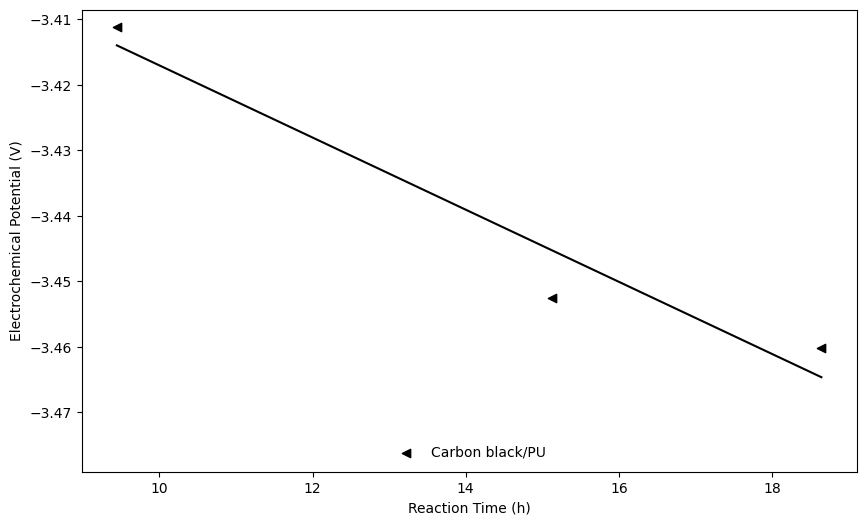 −3.41
−3.42
−3.43
−3.44
−3.45
−3.46
−3.47
Electrochemical Potential (V)
Carbon black/PU
10 12 14 16 18
Reaction Time (h)